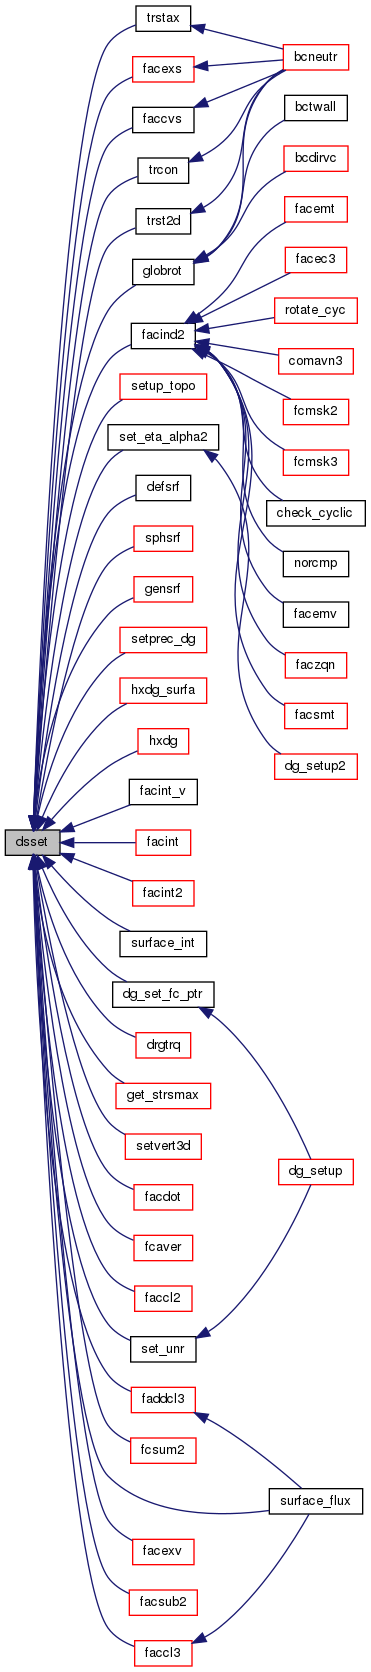 trstax
facexs
bcneutr
faccvs
bctwall
trcon
bcdirvc
trst2d
facemt
globrot
facec3
rotate_cyc
facind2
comavn3
setup_topo
fcmsk2
set_eta_alpha2
fcmsk3
defsrf
check_cyclic
sphsrf
norcmp
gensrf
facemv
setprec_dg
faczqn
hxdg_surfa
facsmt
hxdg
dg_setup2
facint_v
dsset
facint
facint2
surface_int
dg_set_fc_ptr
drgtrq
get_strsmax
setvert3d
dg_setup
facdot
fcaver
faccl2
set_unr
faddcl3
fcsum2
surface_flux
facexv
facsub2
faccl3